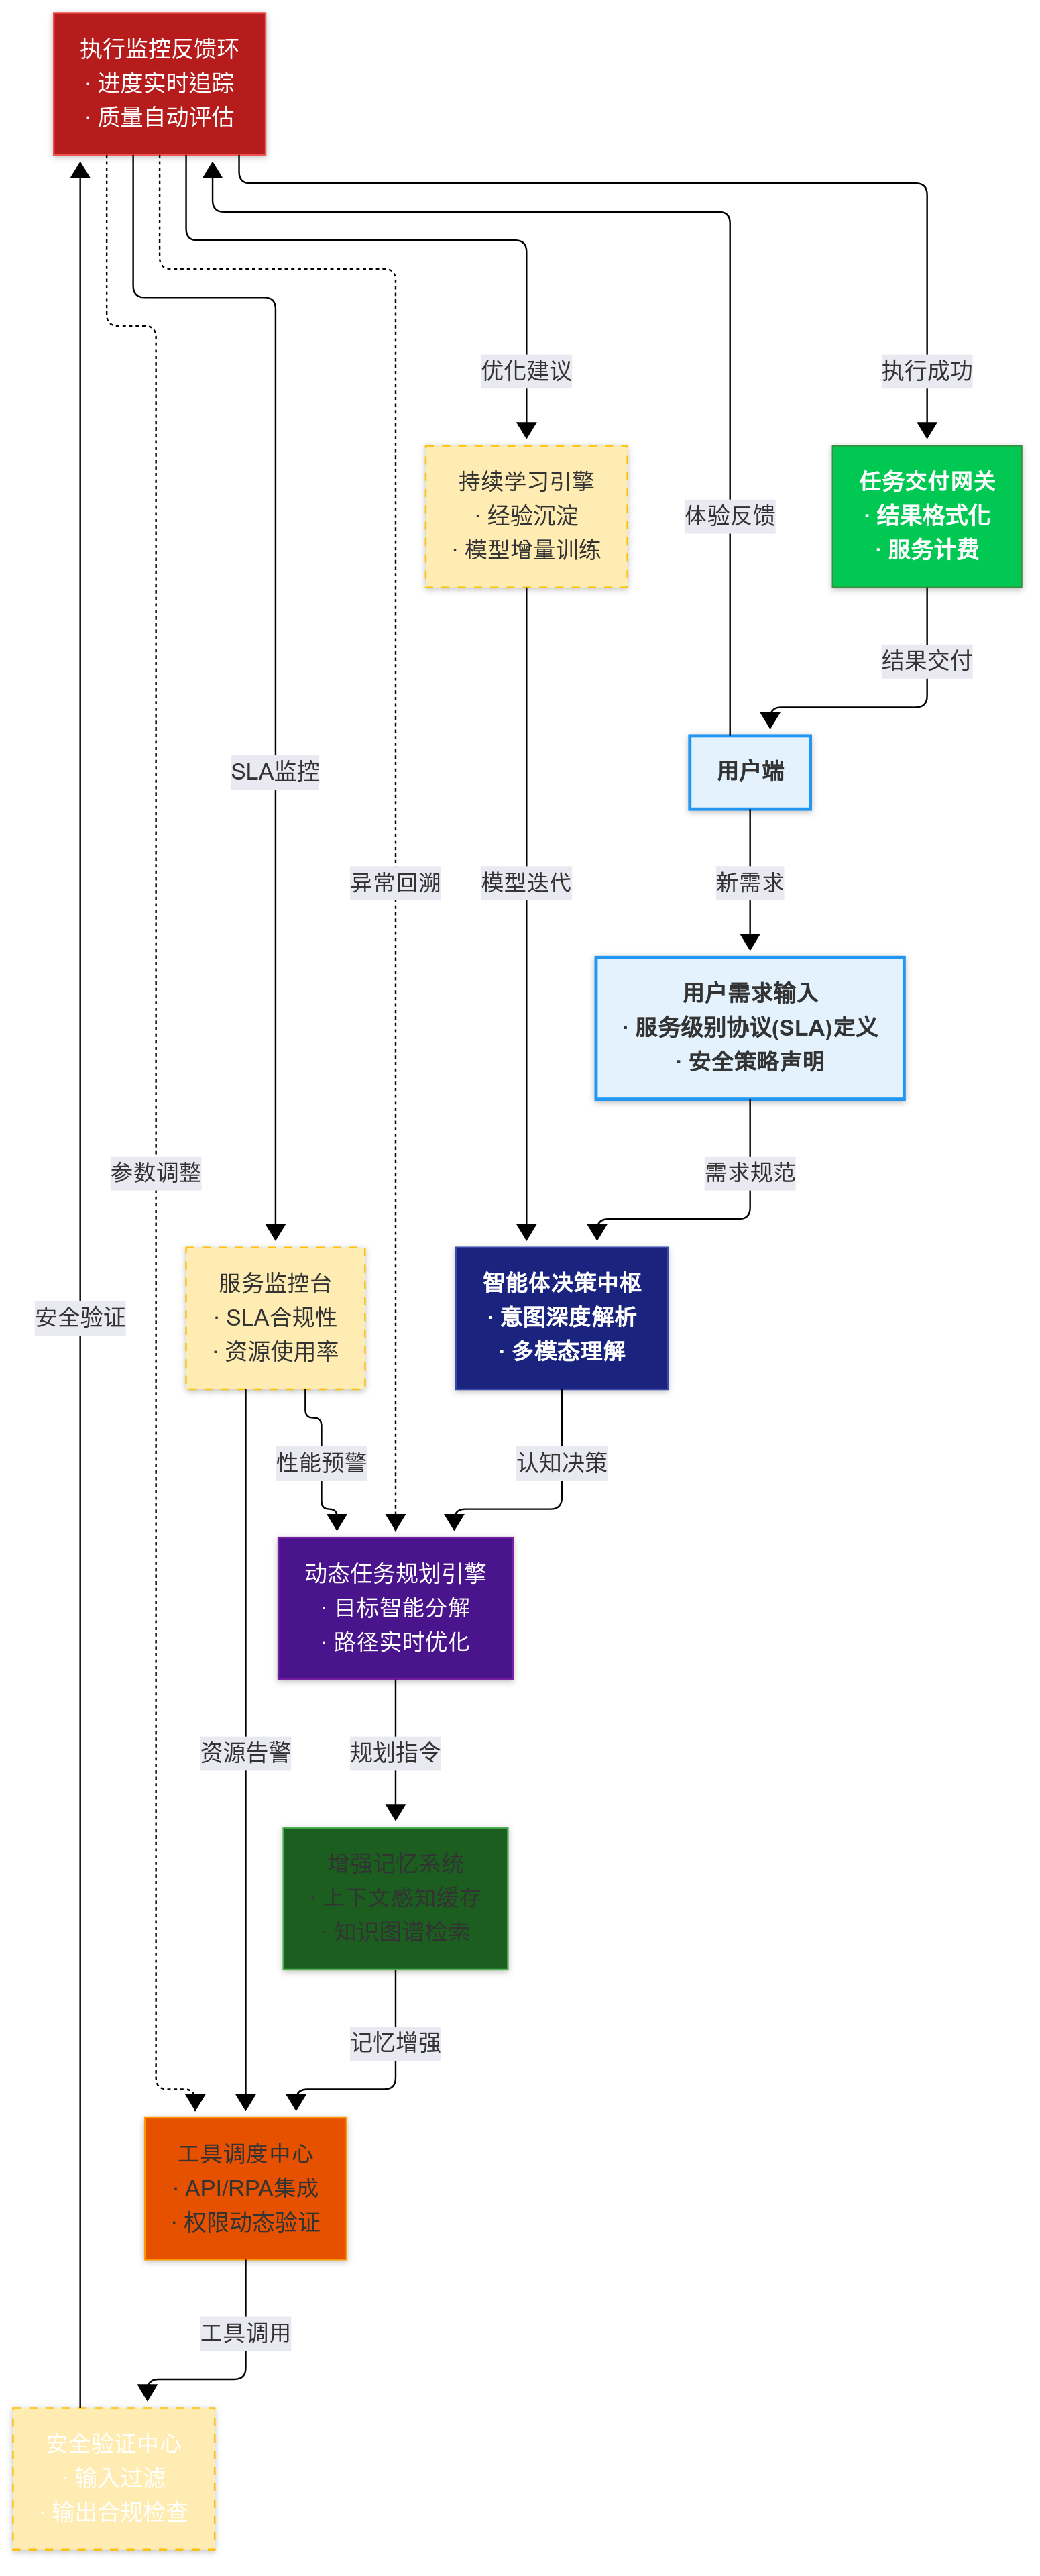 执行监控反馈环
· 进度实时追踪
· 质量自动评估
优化建议
执行成功
持续学习引擎
· 经验沉淀
· 模型增量训练
任务交付网关
· 结果格式化
· 服务计费
体验反馈
结果交付
SLA监控
用户端
异常回溯
模型迭代
新需求
用户需求输入
· 服务级别协议(SLA)定义
· 安全策略声明
参数调整
需求规范
安全验证
服务监控台
· SLA合规性
· 资源使用率
智能体决策中枢
· 意图深度解析
· 多模态理解
性能预警
认知决策
动态任务规划引擎
· 目标智能分解
· 路径实时优化
资源告警
规划指令
增强记忆系统
· 上下文感知缓存
· 知识图谱检索
记忆增强
工具调度中心
· API/RPA集成
· 权限动态验证
工具调用
安全验证中心
· 输入过滤
· 输出合规检查